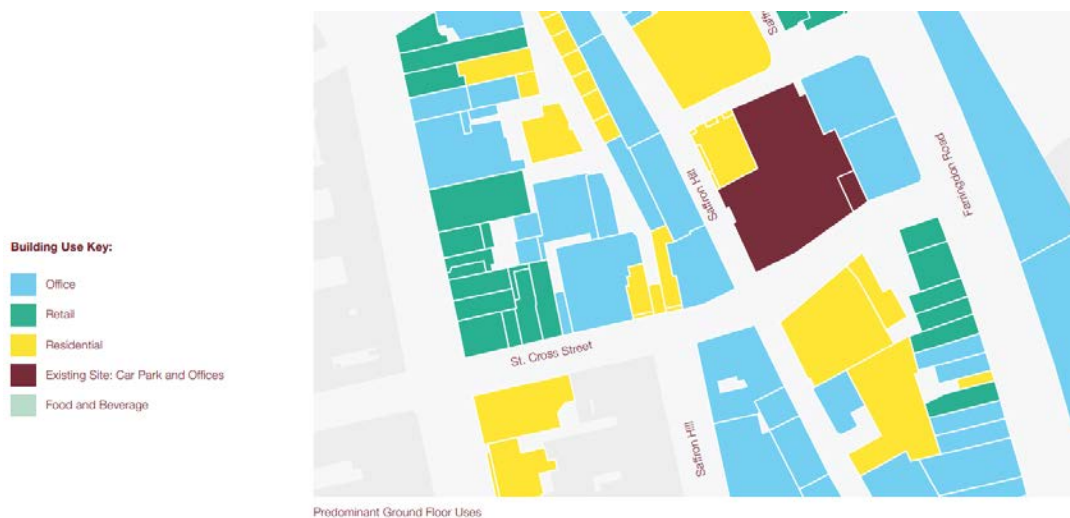 Building Use Key:
Office
Retail
Residential
Existing Site: Car Park and Offices
Food and Beverage
Saffron Hill
Farringdon Road
St. Cross Street
Saffron Hill
Predominant Ground Floor Uses